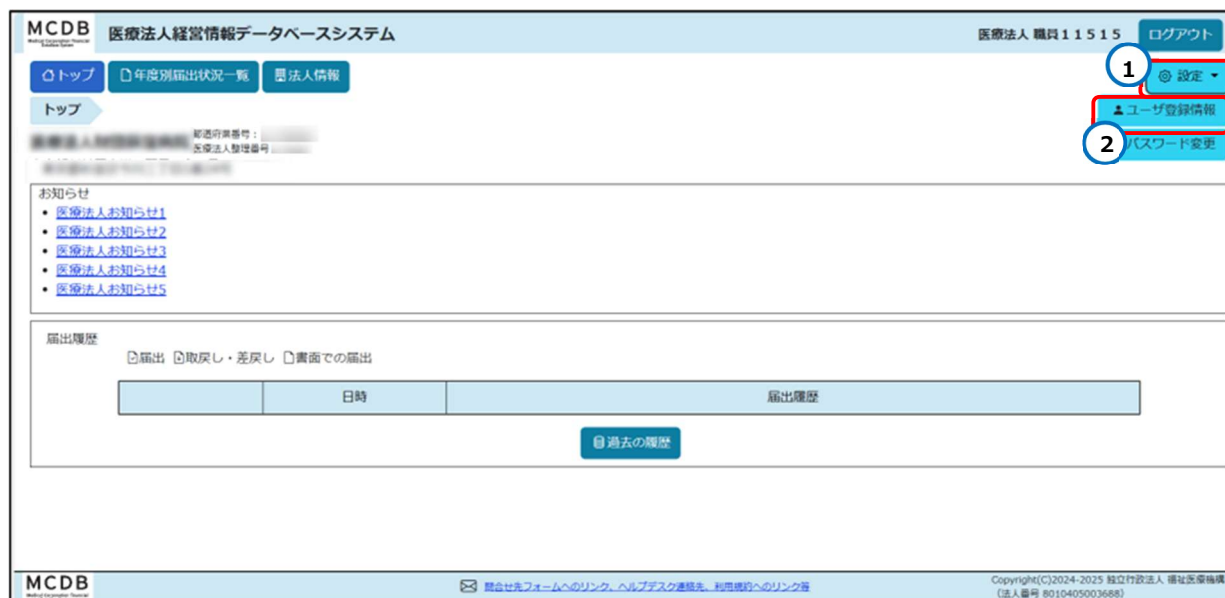 MCDB 医療法人経営情報データベースシステム 医療法人 職員11515 ログアウト
トップ 年度別届出状況一覧 法人情報 1 設定
トップ ユーザ登録情報
都道府県番号：
医療法人整理番号
2 パスワード変更
お知らせ
• 医療法人お知らせ1
• 医療法人お知らせ2
• 医療法人お知らせ3
• 医療法人お知らせ4
• 医療法人お知らせ5
届出履歴
届出 取戻し・差戻し 書面での届出
日時 届出履歴
過去の履歴
MCDB 問合せ先フォームへのリンク、ヘルプデスク連絡先、利用規約へのリンク等 Copyright(C)2024-2025 独立行政法人 福祉医療機構
（法人番号 8010405003688）